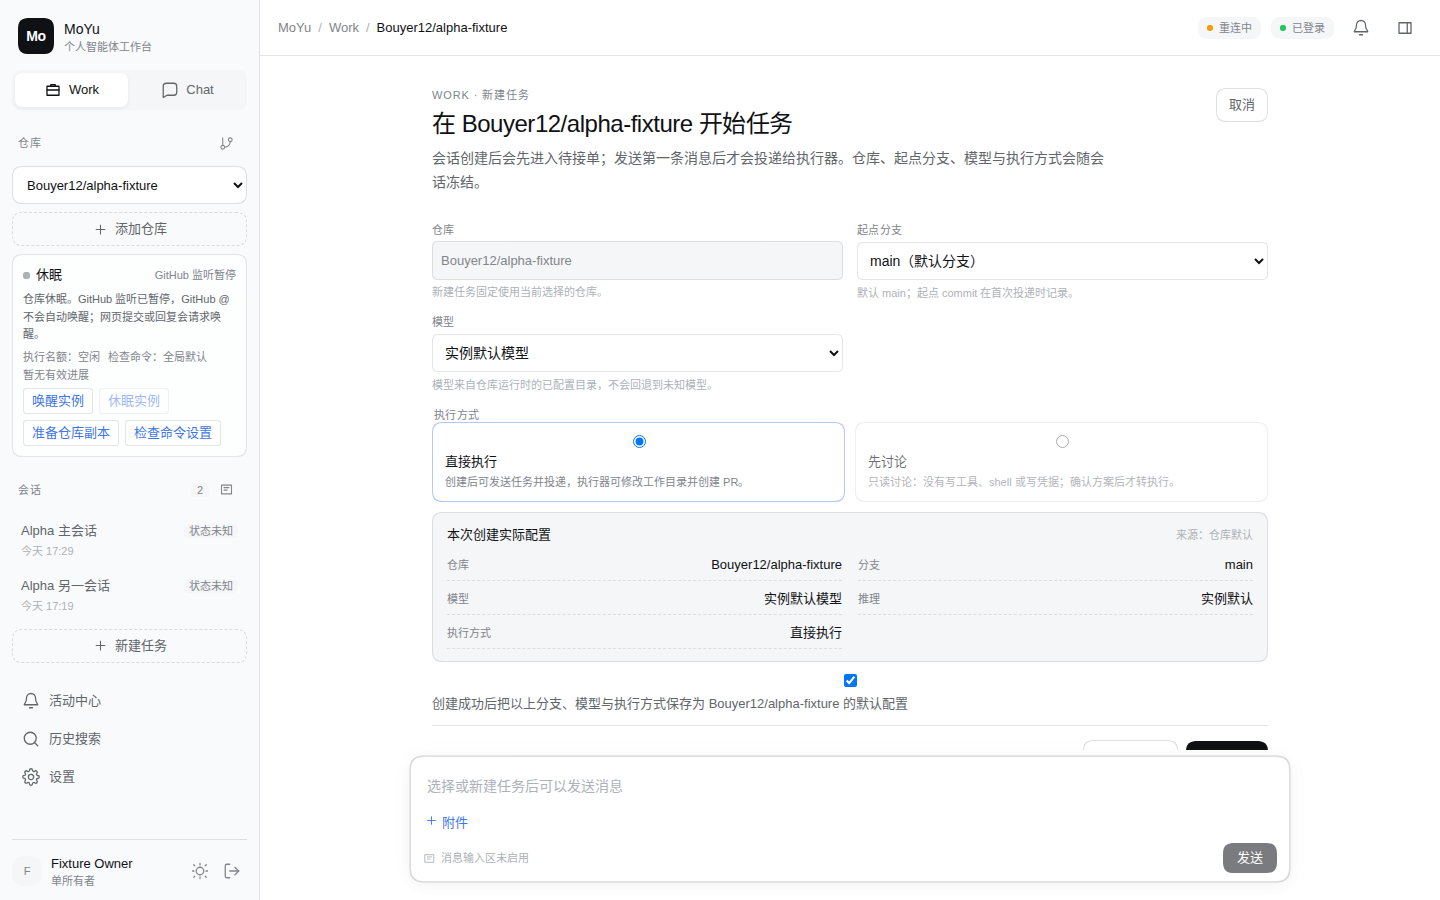 Mo
MoYu
个人智能体工作台
Work
Chat
仓库
Bouyer12/alpha-fixture
添加仓库
休眠
GitHub 监听暂停
仓库休眠。GitHub 监听已暂停，GitHub @
不会自动唤醒；网页提交或回复会请求唤
醒。
执行名额：空闲 检查命令：全局默认
暂无有效进展
唤醒实例
休眠实例
准备仓库副本
检查命令设置
会话
2
Alpha 主会话
状态未知
今天 17:29
Alpha 另一会话
状态未知
今天 17:19
新建任务
活动中心
历史搜索
设置
F
Fixture Owner
单所有者
MoYu / Work / Bouyer12/alpha-fixture
重连中
已登录
WORK · 新建任务
在 Bouyer12/alpha-fixture 开始任务
取消
会话创建后会先进入待接单；发送第一条消息后才会投递给执行器。仓库、起点分支、模型与执行方式会随会
话冻结。
仓库
Bouyer12/alpha-fixture
新建任务固定使用当前选择的仓库。
起点分支
main（默认分支）
默认 main；起点 commit 在首次投递时记录。
模型
实例默认模型
模型来自仓库运行时的已配置目录，不会回退到未知模型。
执行方式
直接执行
创建后可发送任务并投递，执行器可修改工作目录并创建 PR。
先讨论
只读讨论：没有写工具、shell 或写凭据；确认方案后才转执行。
本次创建实际配置
来源：仓库默认
仓库
Bouyer12/alpha-fixture
分支
main
模型
实例默认模型
推理
实例默认
执行方式
直接执行
创建成功后把以上分支、模型与执行方式保存为 Bouyer12/alpha-fixture 的默认配置
选择或新建任务后可以发送消息
附件
消息输入区未启用
发送